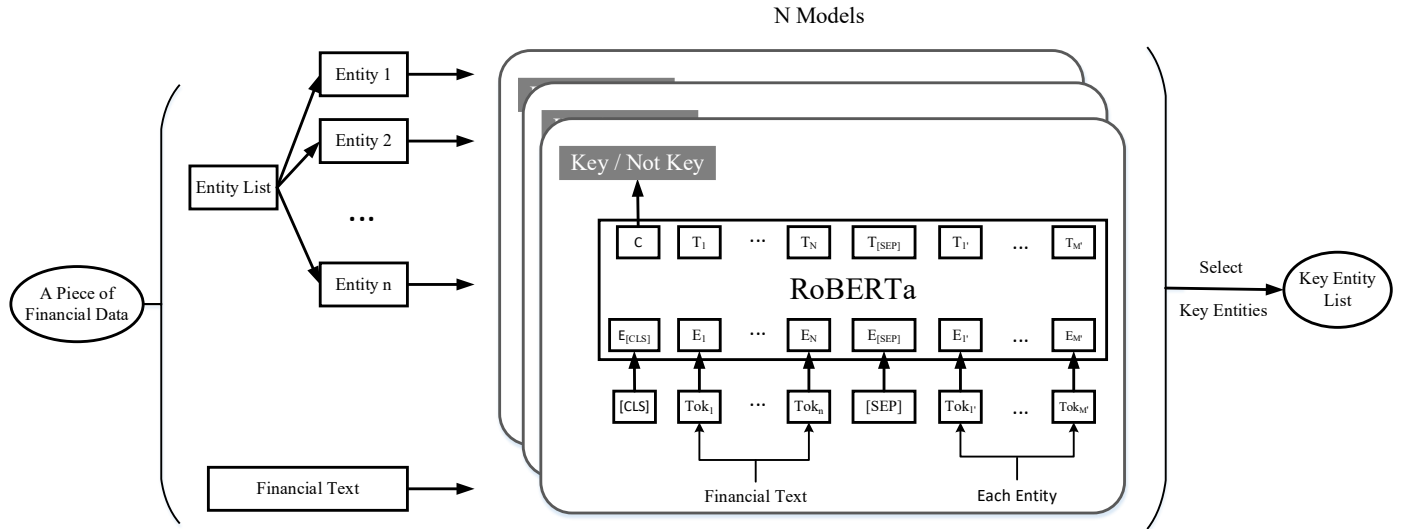 N Models
Entity 1
Entity 2
Entity List
...
Entity n
A Piece of
Financial Data
Financial Text
Key / Not Key
C T1 ... TN T[SEP] T1' ... TM'
RoBERTa
E[CLS] E1 ... EN E[SEP] E1' ... EM'
[CLS] Tok1 ... Tokn [SEP] Tok1' ... TokM'
Financial Text
Each Entity
Select
Key Entities
Key Entity
List